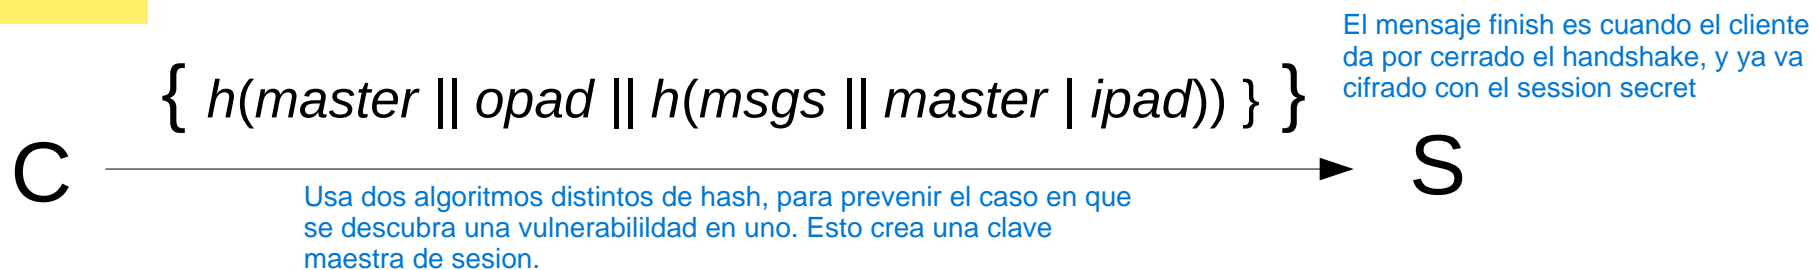 El mensaje finish es cuando el cliente
da por cerrado el handshake, y ya va
cifrado con el session secret
{ h(master || opad || h(msgs || master | ipad)) } }
C
S
Usa dos algoritmos distintos de hash, para prevenir el caso en que
se descubra una vulnerabilildad en uno. Esto crea una clave
maestra de sesion.